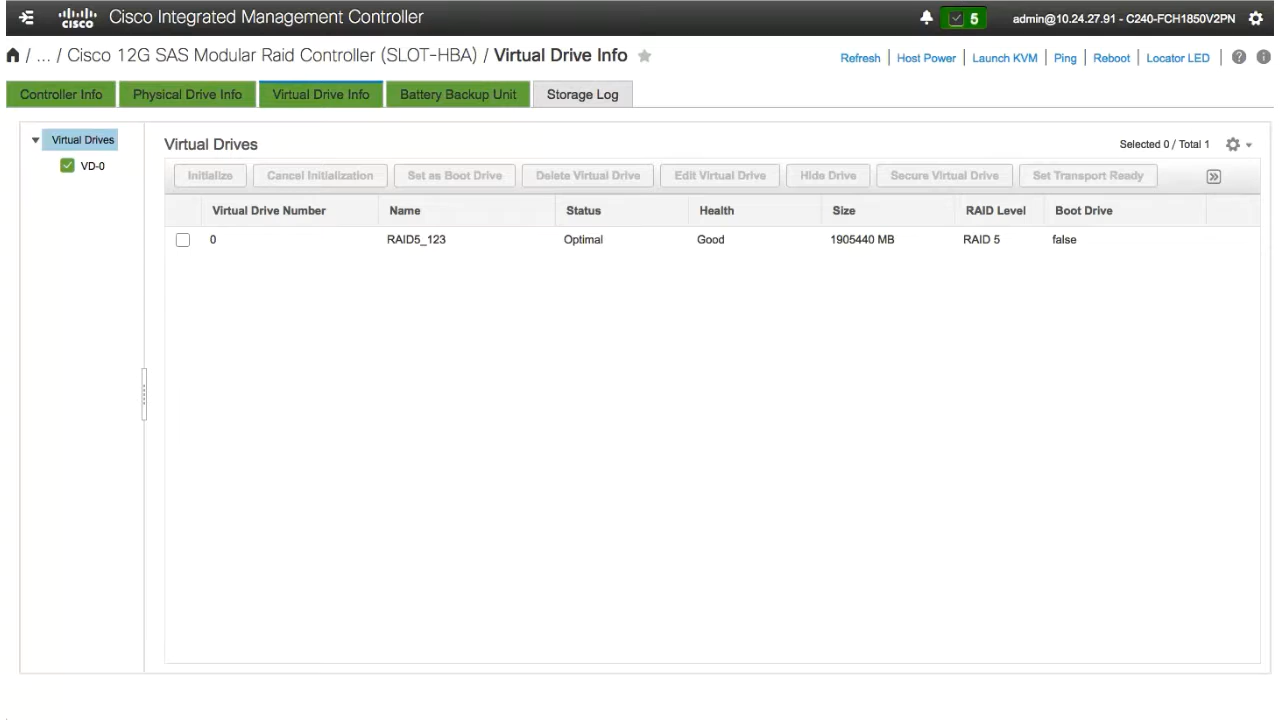 cisco Cisco Integrated Management Controller 5 admin@10.24.27.91 - C240-FCH1850V2PN
/ ... / Cisco 12G SAS Modular Raid Controller (SLOT-HBA) / Virtual Drive Info
Refresh | Host Power | Launch KVM | Ping | Reboot | Locator LED | ? i
Controller Info Physical Drive Info Virtual Drive Info Battery Backup Unit Storage Log
Virtual Drives
VD-0
Virtual Drives Selected 0 / Total 1
Initialize Cancel Initialization Set as Boot Drive Delete Virtual Drive Edit Virtual Drive Hide Drive Secure Virtual Drive Set Transport Ready
Virtual Drive Number Name Status Health Size RAID Level Boot Drive
0 RAID5_123 Optimal Good 1905440 MB RAID 5 false